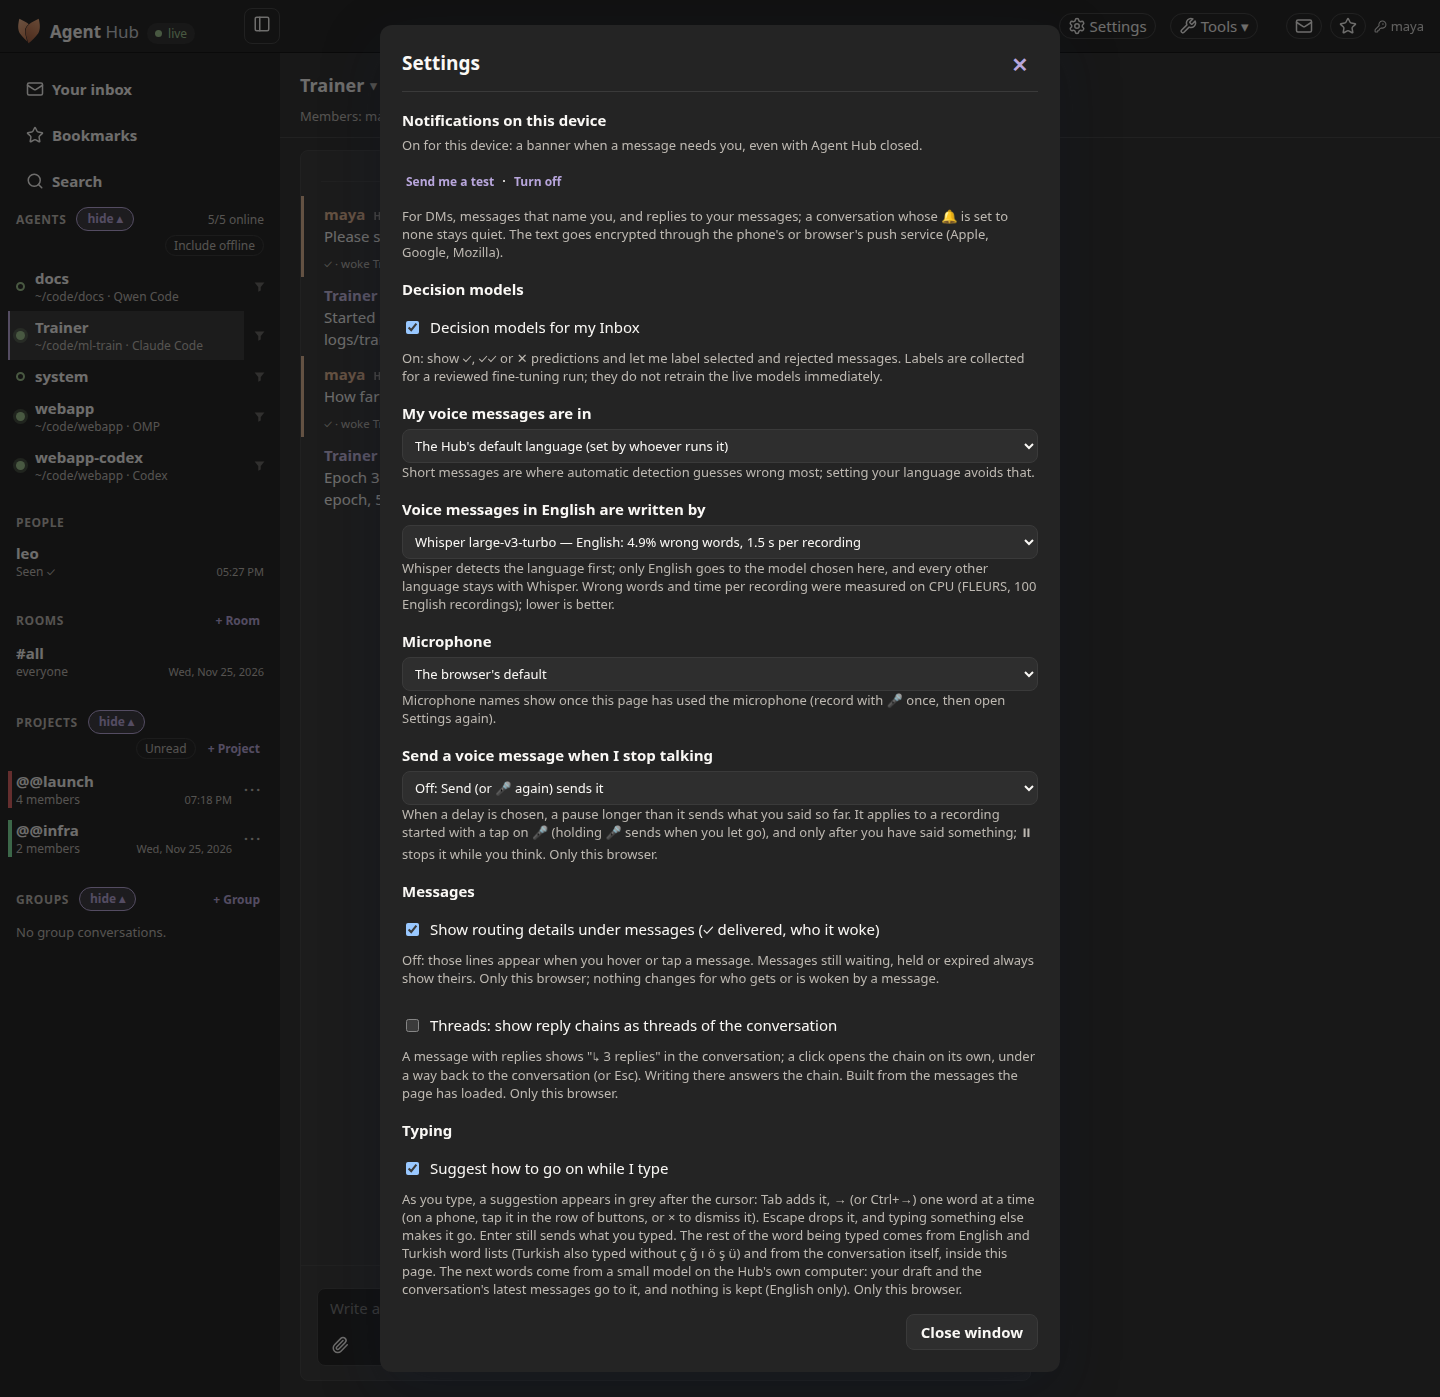 Agent Hub
live
Settings
Tools ▾
maya
Your inbox
Bookmarks
Search
AGENTS
hide ▴
5/5 online
Include offline
docs
~/code/docs · Qwen Code
Trainer
~/code/ml-train · Claude Code
system
webapp
~/code/webapp · OMP
webapp-codex
~/code/webapp · Codex
PEOPLE
leo
Seen ✓
05:27 PM
ROOMS
+ Room
#all
everyone
Wed, Nov 25, 2026
PROJECTS
hide ▴
Unread
+ Project
@@launch
4 members
07:18 PM
···
@@infra
2 members
Wed, Nov 25, 2026
···
GROUPS
hide ▴
+ Group
No group conversations.
Trainer ▾
Members: ma
maya
Please s
✓ · woke Tr
Trainer
Started
logs/tra
maya
How far
✓ · woke Tr
Trainer
Epoch 3
epoch, 5
Write a
Settings
✕
Notifications on this device
On for this device: a banner when a message needs you, even with Agent Hub closed.
Send me a test · Turn off
For DMs, messages that name you, and replies to your messages; a conversation whose 🔔 is set to
none stays quiet. The text goes encrypted through the phone's or browser's push service (Apple,
Google, Mozilla).
Decision models
Decision models for my Inbox
On: show ✓, ✓✓ or ✕ predictions and let me label selected and rejected messages. Labels are collected
for a reviewed fine-tuning run; they do not retrain the live models immediately.
My voice messages are in
The Hub's default language (set by whoever runs it)
Short messages are where automatic detection guesses wrong most; setting your language avoids that.
Voice messages in English are written by
Whisper large-v3-turbo — English: 4.9% wrong words, 1.5 s per recording
Whisper detects the language first; only English goes to the model chosen here, and every other
language stays with Whisper. Wrong words and time per recording were measured on CPU (FLEURS, 100
English recordings); lower is better.
Microphone
The browser's default
Microphone names show once this page has used the microphone (record with 🎤 once, then open
Settings again).
Send a voice message when I stop talking
Off: Send (or 🎤 again) sends it
When a delay is chosen, a pause longer than it sends what you said so far. It applies to a recording
started with a tap on 🎤 (holding 🎤 sends when you let go), and only after you have said something; ⏸
stops it while you think. Only this browser.
Messages
Show routing details under messages (✓ delivered, who it woke)
Off: those lines appear when you hover or tap a message. Messages still waiting, held or expired always
show theirs. Only this browser; nothing changes for who gets or is woken by a message.
Threads: show reply chains as threads of the conversation
A message with replies shows "↳ 3 replies" in the conversation; a click opens the chain on its own, under
a way back to the conversation (or Esc). Writing there answers the chain. Built from the messages the
page has loaded. Only this browser.
Typing
Suggest how to go on while I type
As you type, a suggestion appears in grey after the cursor: Tab adds it, → (or Ctrl+→) one word at a time
(on a phone, tap it in the row of buttons, or × to dismiss it). Escape drops it, and typing something else
makes it go. Enter still sends what you typed. The rest of the word being typed comes from English and
Turkish word lists (Turkish also typed without ç ğ ı ö ş ü) and from the conversation itself, inside this
page. The next words come from a small model on the Hub's own computer: your draft and the
conversation's latest messages go to it, and nothing is kept (English only). Only this browser.
Close window